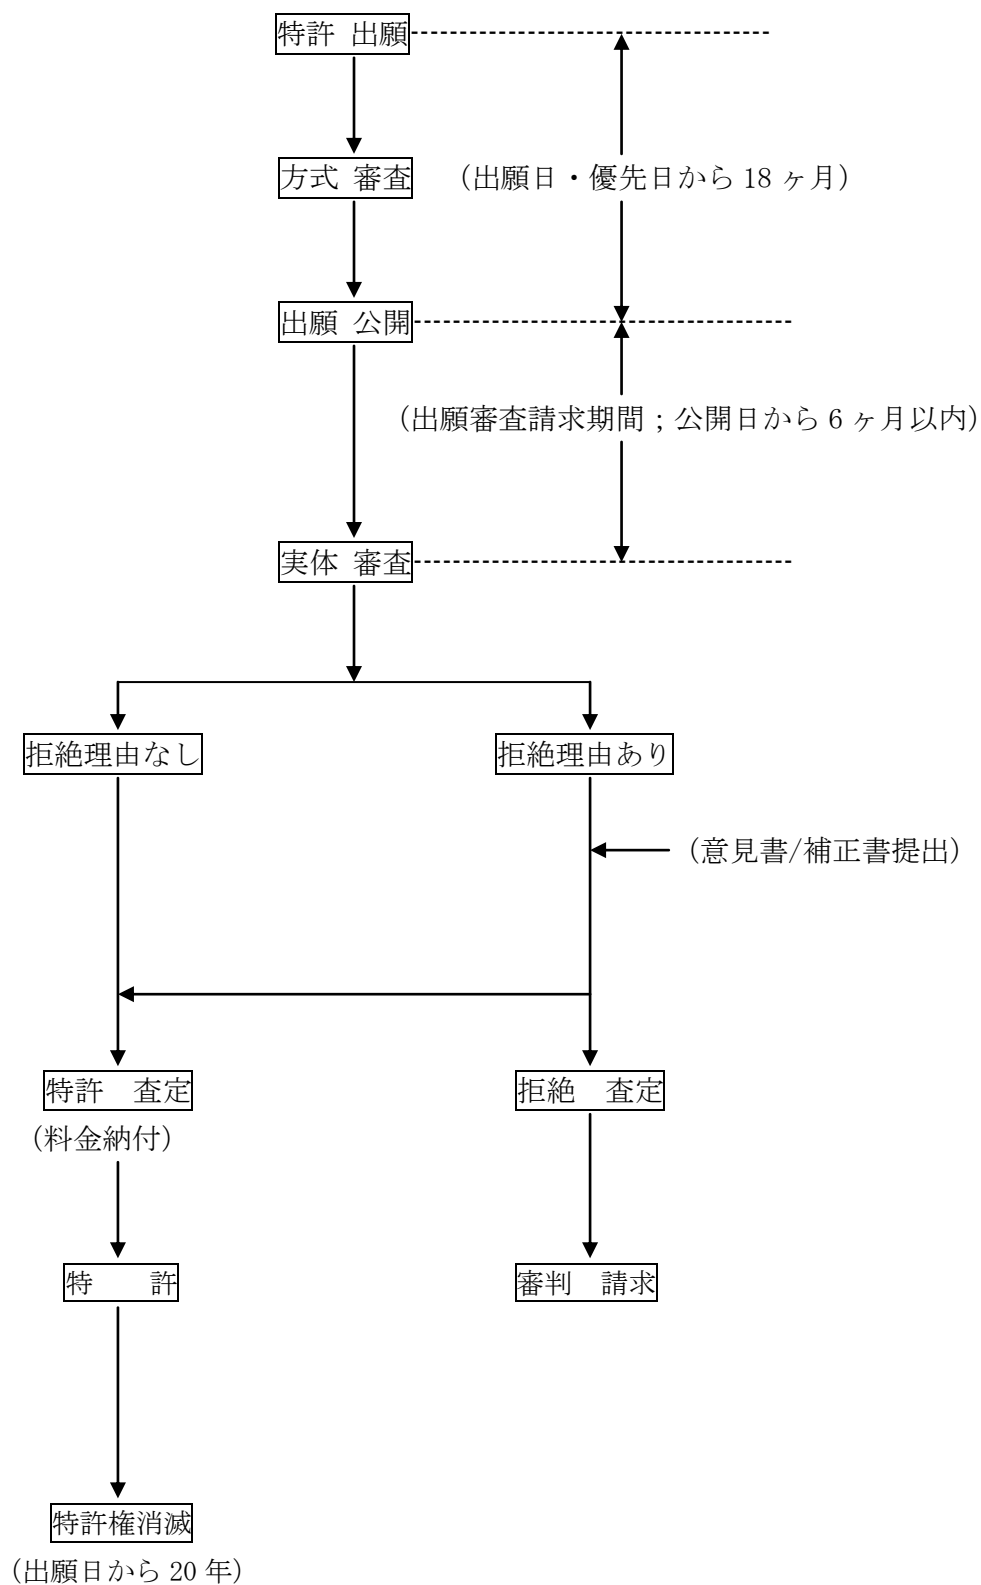 特許 出願
方式 審査
(出願日・優先日から 18 ヶ月)
出願 公開
(出願審査請求期間；公開日から 6 ヶ月以内)
実体 審査
拒絶理由なし
拒絶理由あり
(意見書/補正書提出)
特許　査定
拒絶　査定
(料金納付)
特　　許
審判　請求
特許権消滅
(出願日から 20 年)